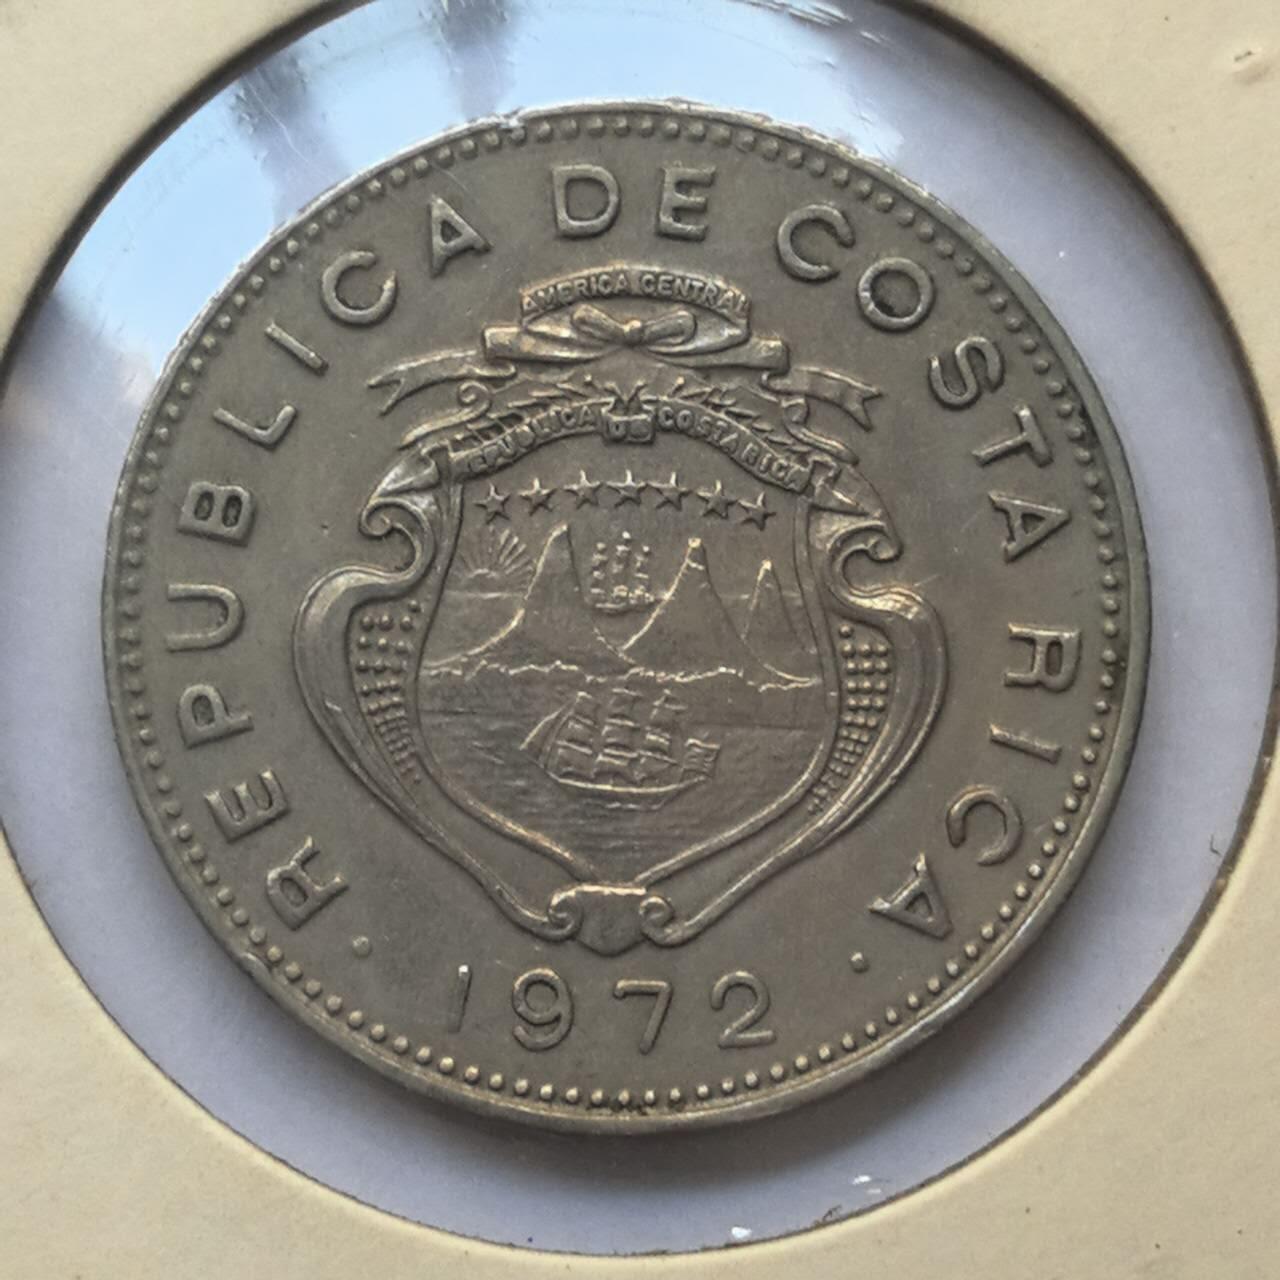 REPUBLICA DE COSTA RICA
AMERICA CENTRAL
REPUBLICA DE COSTA RICA
· 1972 ·